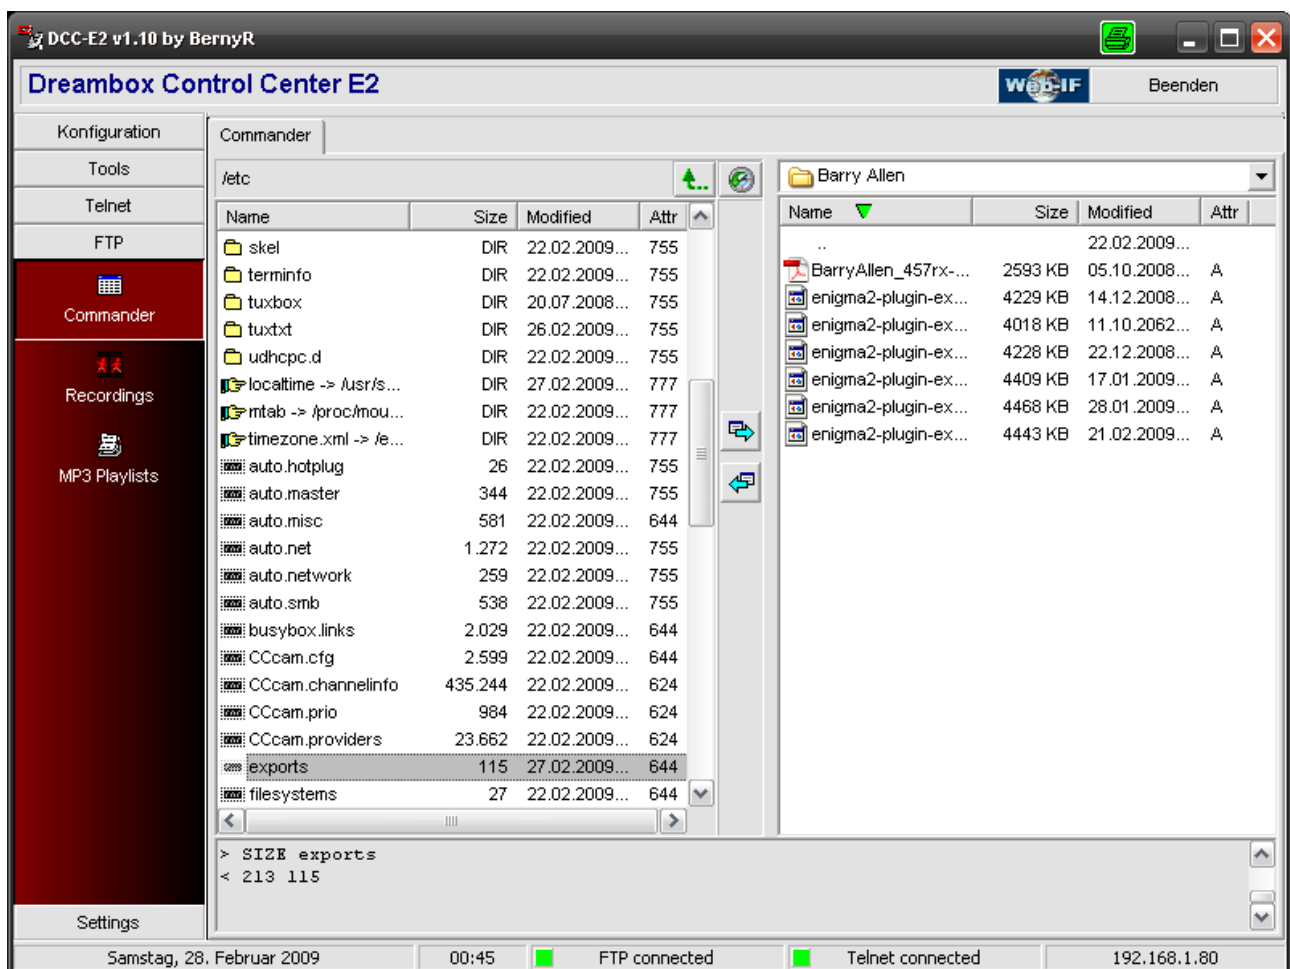 DCC-E2 v1.10 by BernyR
Dreambox Control Center E2
Web-IF
Beenden
Konfiguration
Tools
Telnet
FTP
Commander
Recordings
MP3 Playlists
Settings
Commander
/etc
Name Size Modified Attr
skel DIR 22.02.2009... 755
terminfo DIR 22.02.2009... 755
tuxbox DIR 20.07.2008... 755
tuxtxt DIR 26.02.2009... 755
udhcpc.d DIR 22.02.2009... 755
localtime -> /usr/s... DIR 27.02.2009... 777
mtab -> /proc/mou... DIR 22.02.2009... 777
timezone.xml -> /e... DIR 22.02.2009... 777
auto.hotplug 26 22.02.2009... 755
auto.master 344 22.02.2009... 755
auto.misc 581 22.02.2009... 644
auto.net 1.272 22.02.2009... 755
auto.network 259 22.02.2009... 755
auto.smb 538 22.02.2009... 755
busybox.links 2.029 22.02.2009... 644
CCcam.cfg 2.599 22.02.2009... 644
CCcam.channelinfo 435.244 22.02.2009... 624
CCcam.prio 984 22.02.2009... 624
CCcam.providers 23.662 22.02.2009... 624
exports 115 27.02.2009... 644
filesystems 27 22.02.2009... 644
Barry Allen
Name Size Modified Attr
.. 22.02.2009...
BarryAllen_457rx-... 2593 KB 05.10.2008... A
enigma2-plugin-ex... 4229 KB 14.12.2008... A
enigma2-plugin-ex... 4018 KB 11.10.2062... A
enigma2-plugin-ex... 4228 KB 22.12.2008... A
enigma2-plugin-ex... 4409 KB 17.01.2009... A
enigma2-plugin-ex... 4468 KB 28.01.2009... A
enigma2-plugin-ex... 4443 KB 21.02.2009... A
> SIZE exports
< 213 115
Samstag, 28. Februar 2009 00:45 FTP connected Telnet connected 192.168.1.80